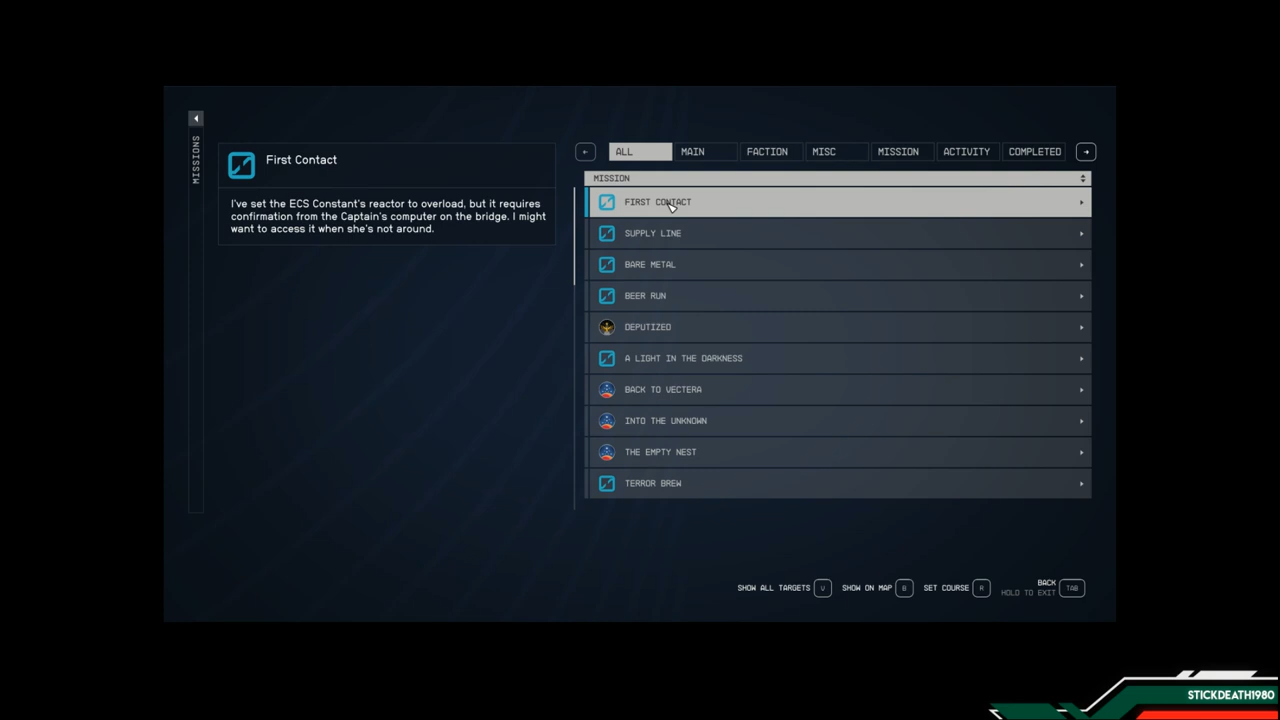 MISSIONS
First Contact
I've set the ECS Constant's reactor to overload, but it requires
confirmation from the Captain's computer on the bridge. I might
want to access it when she's not around.
ALL MAIN FACTION MISC MISSION ACTIVITY COMPLETED
MISSION
FIRST CONTACT
SUPPLY LINE
BARE METAL
BEER RUN
DEPUTIZED
A LIGHT IN THE DARKNESS
BACK TO VECTERA
INTO THE UNKNOWN
THE EMPTY NEST
TERROR BREW
SHOW ALL TARGETS V SHOW ON MAP B SET COURSE R BACK TAB
HOLD TO EXIT
STICKDEATH1980